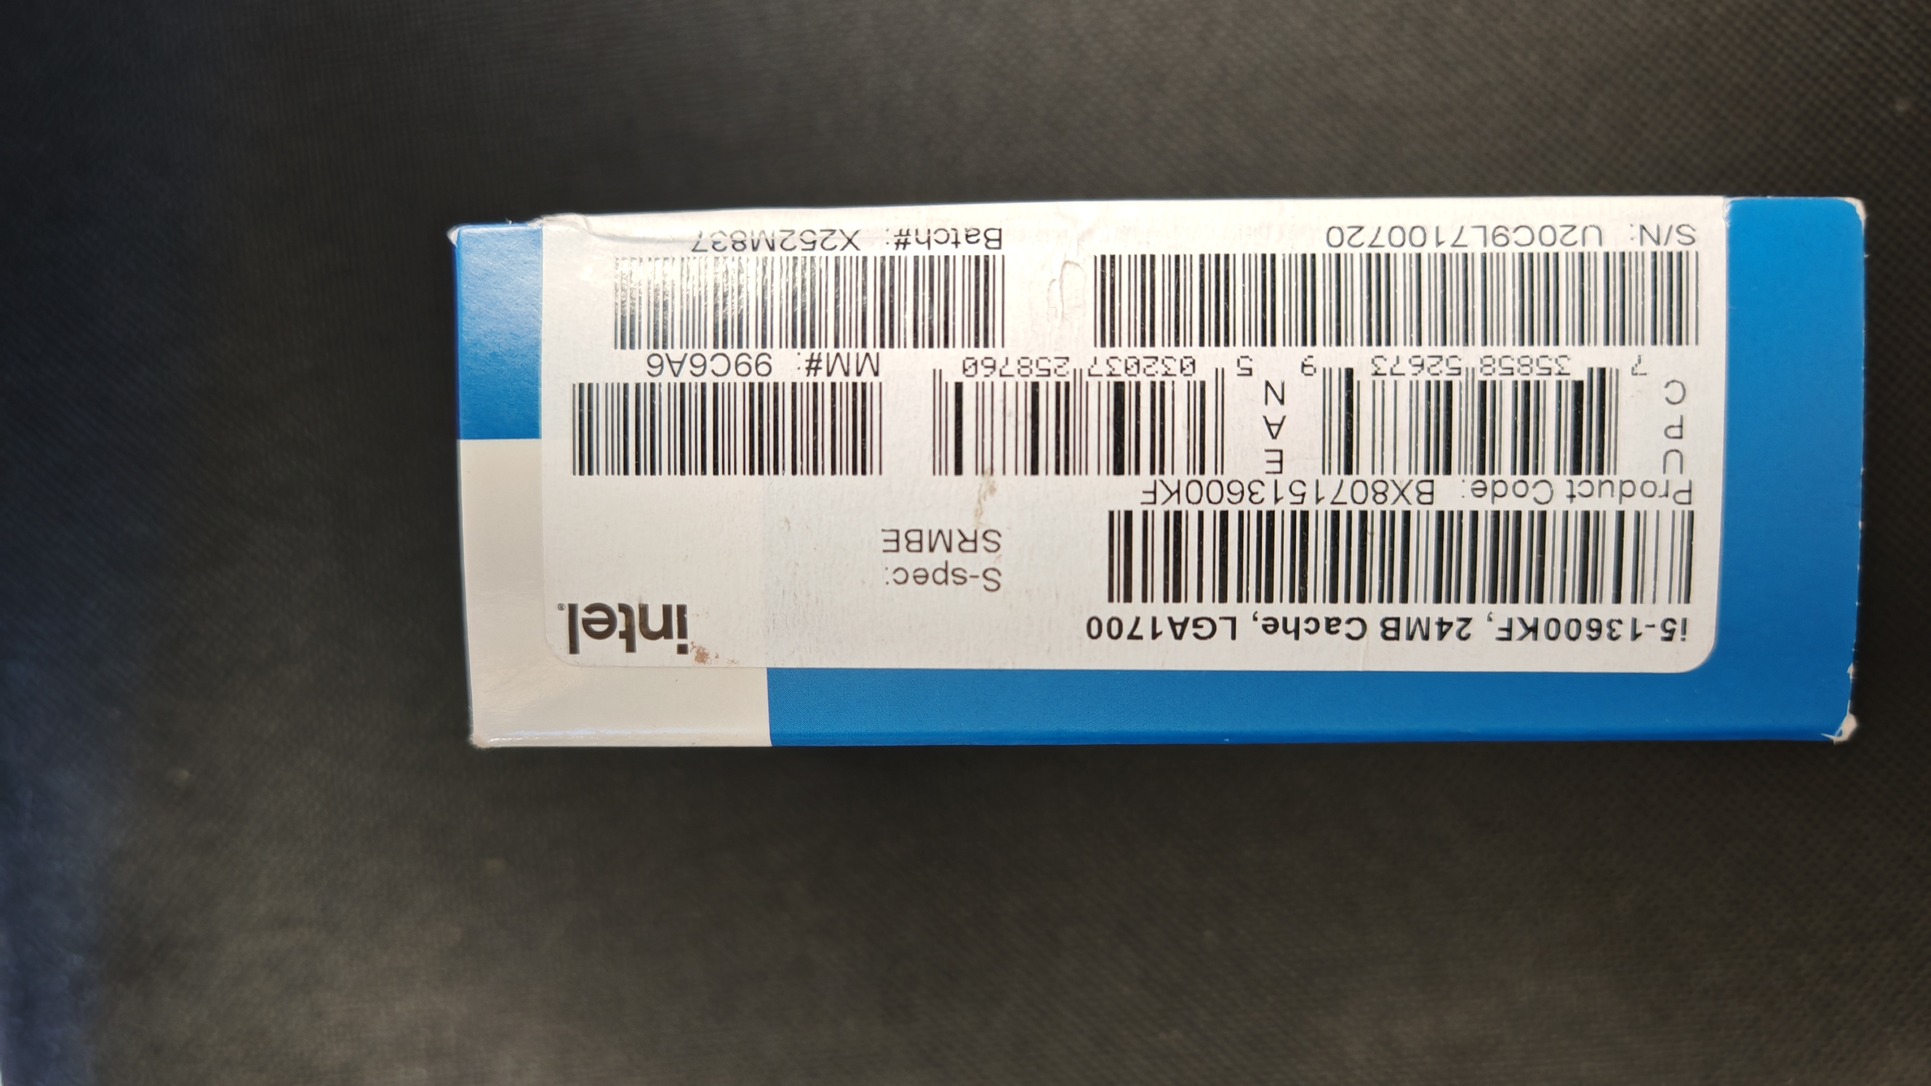 i5-13600KF, 24MB Cache, LGA1700
intel
S-spec:
SRMBE
Product Code: BX8071513600KF
UPC
7 35858 52673 9
EAN
5 032037 258760
MM#: 99C6A6
S/N: U20C9L7100720
Batch#: X252M837